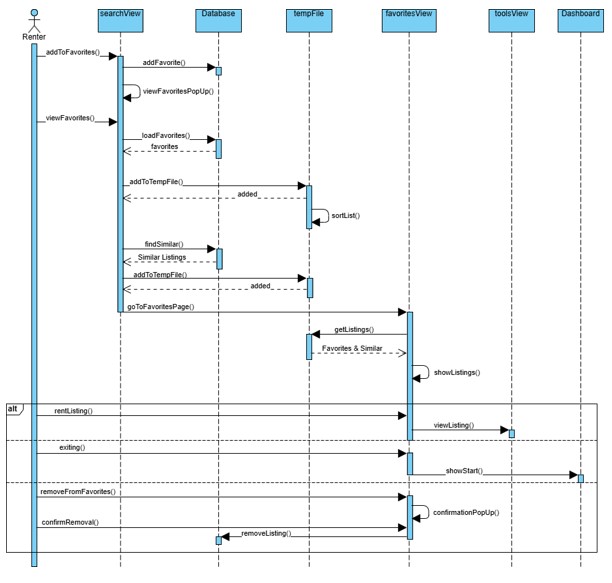 searchView
Database
tempFile
favoritesView
toolsView
Dashboard
Renter
addToFavorites()
addFavorite()
viewFavoritesPopUp()
viewFavorites()
loadFavorites()
favorites
addToTempFile()
added
sortList()
findSimilar()
Similar Listings
addToTempFile()
added
goToFavoritesPage()
getListings()
Favorites & Similar
showListings()
alt
rentListing()
viewListing()
exiting()
showStart()
removeFromFavorites()
confirmationPopUp()
confirmRemoval()
removeListing()